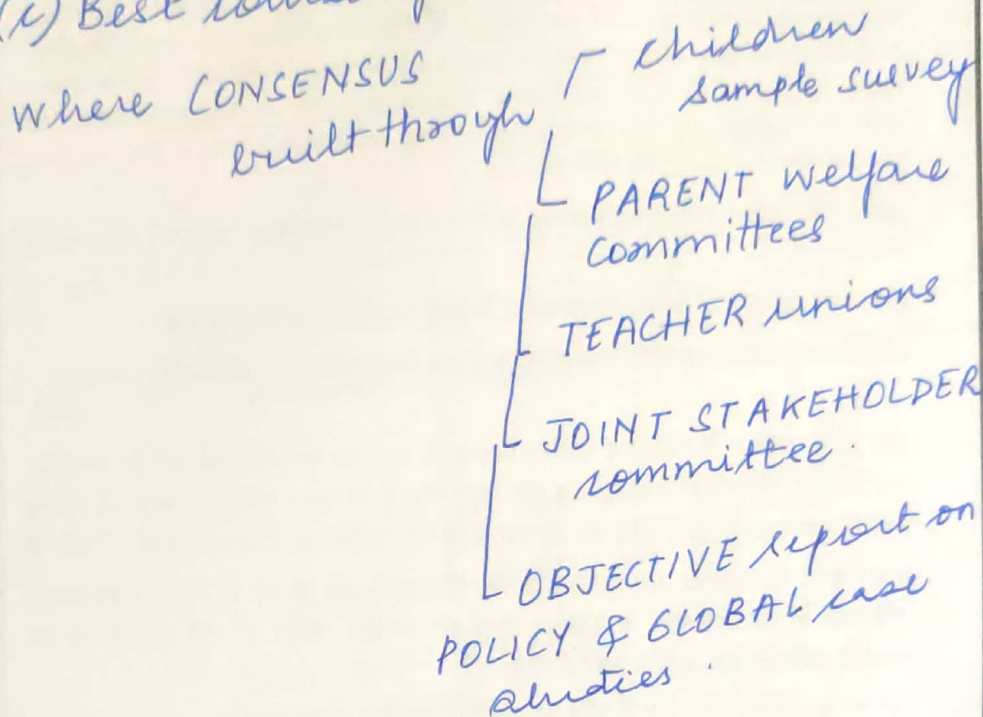 (c) Best
where CONSENSUS
built through
children
sample survey
PARENT welfare
committees
TEACHER unions
JOINT STAKEHOLDER
committee.
OBJECTIVE report on
POLICY & GLOBAL case
studies.